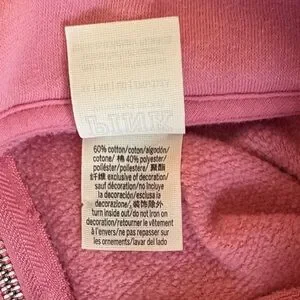 PINK
60% cotton/coton/algodón/
cotone/ 棉 40% polyester/
poliéster/poliestere/ 聚酯
纤维 exclusive of decoration/
sauf décoration/no incluye
la decoración/esclusa la
decorazione/ 装饰除外
turn inside out/do not iron on
decoration/retourner le vêtement
à l'envers/ne pas repasser sur
les ornements/lavar del lado